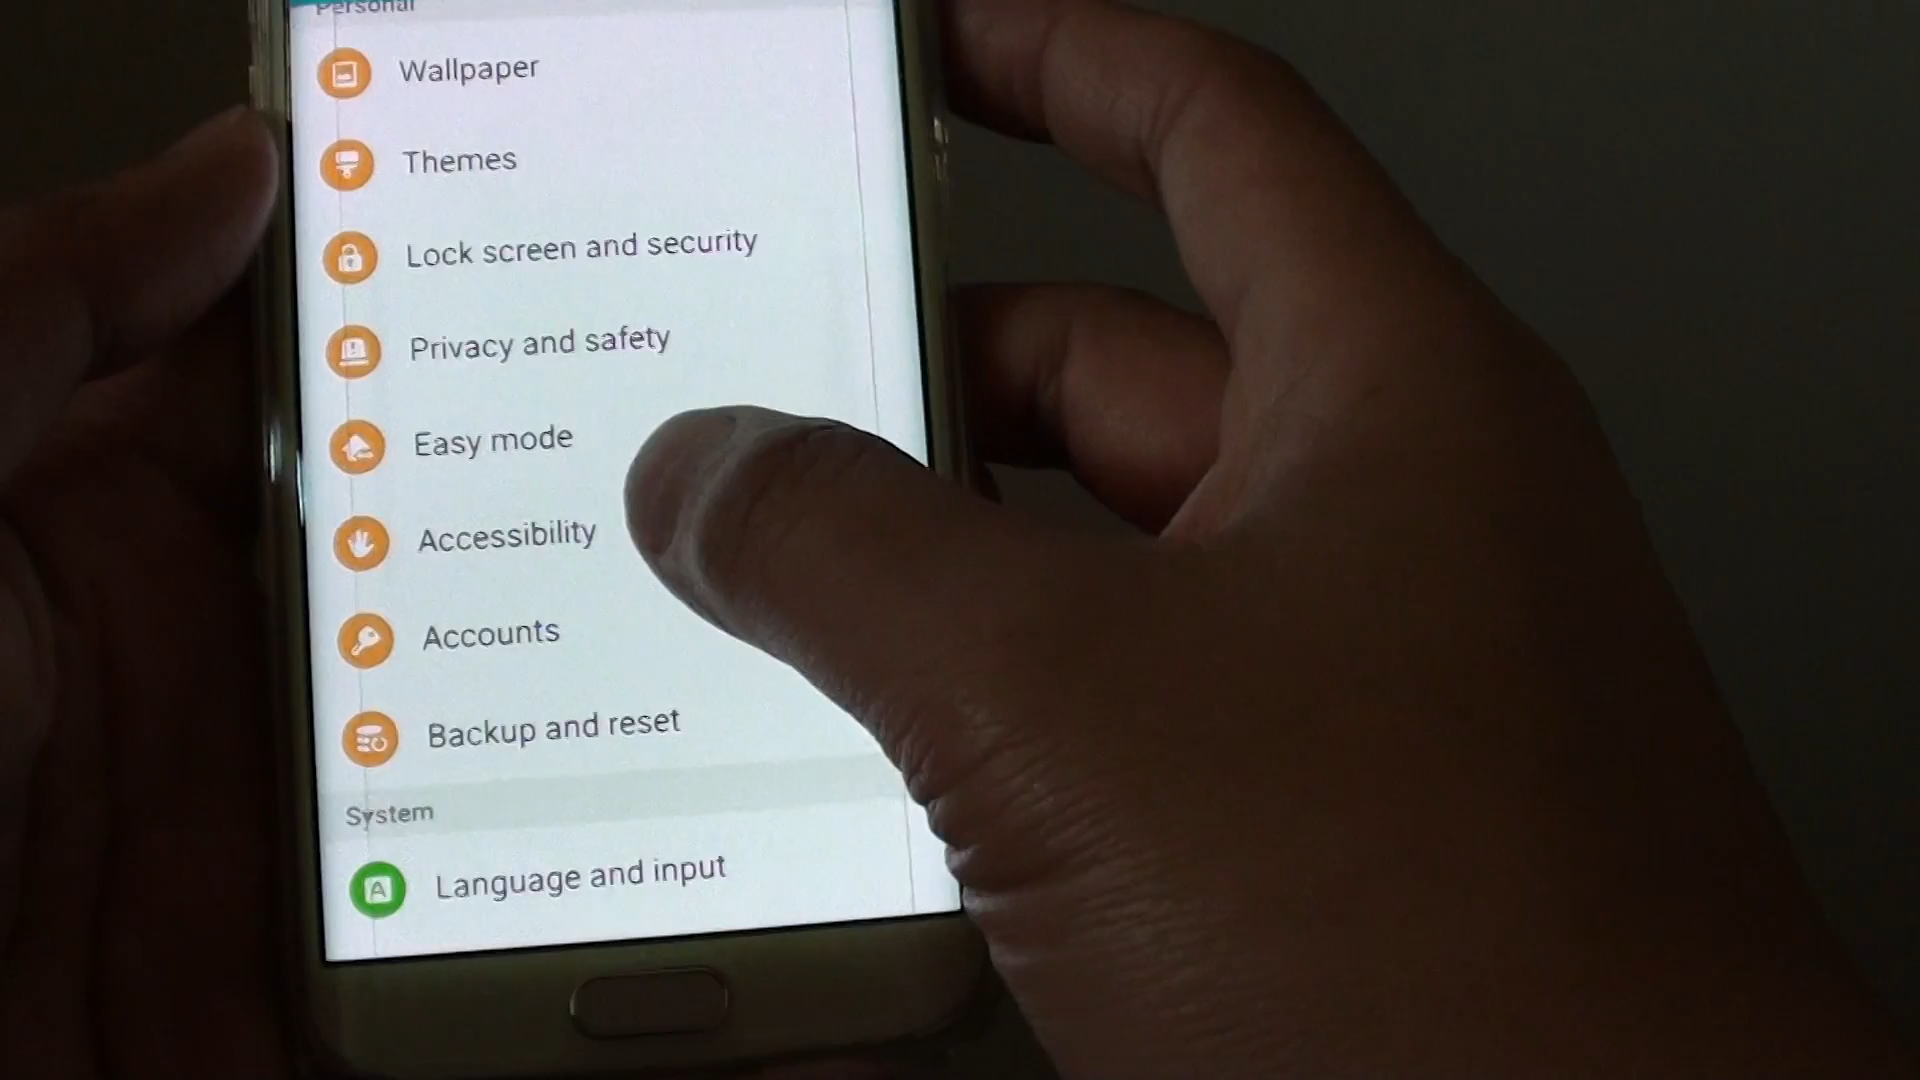 Personal
Wallpaper
Themes
Lock screen and security
Privacy and safety
Easy mode
Accessibility
Accounts
Backup and reset
System
A
Language and input